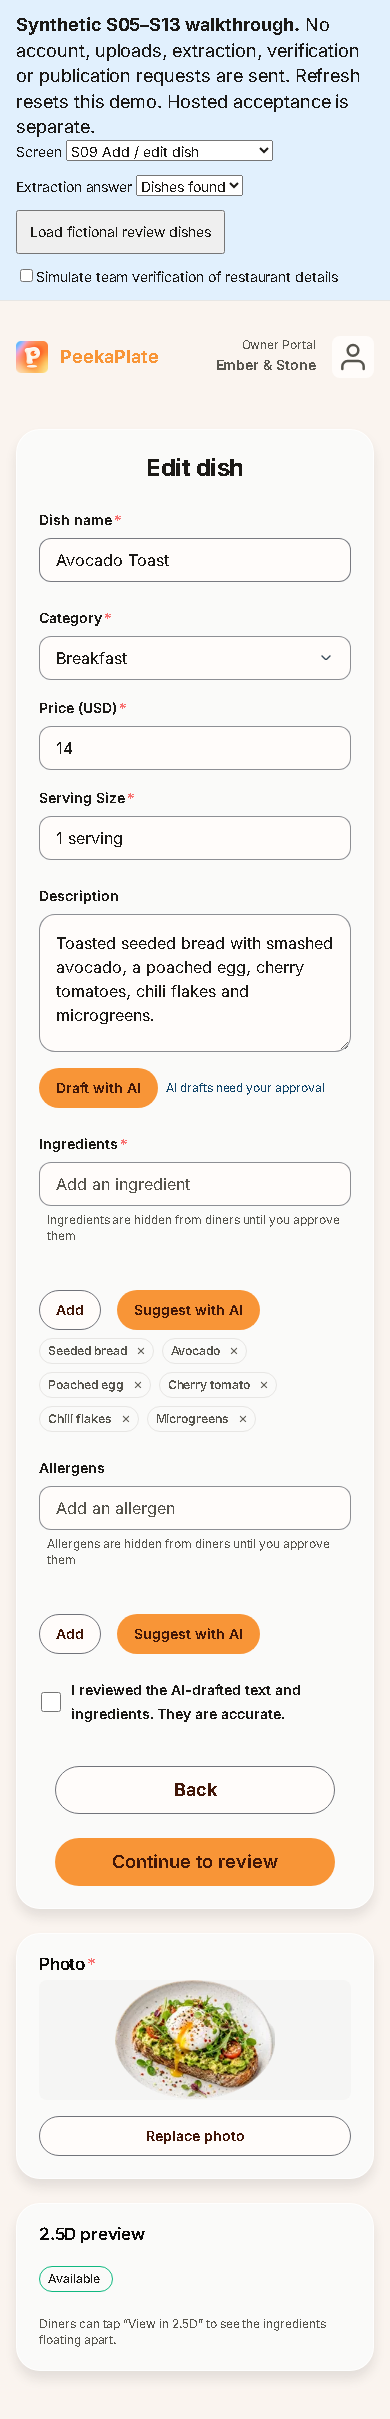 Synthetic S05–S13 walkthrough. No
account, uploads, extraction, verification
or publication requests are sent. Refresh
resets this demo. Hosted acceptance is
separate.
Screen S09 Add / edit dish
Extraction answer Dishes found
Load fictional review dishes
Simulate team verification of restaurant details
PeekaPlate
Owner Portal
Ember & Stone
Edit dish
Dish name*
Avocado Toast
Category*
Breakfast
Price (USD)*
14
Serving Size*
1 serving
Description
Toasted seeded bread with smashed
avocado, a poached egg, cherry
tomatoes, chili flakes and
microgreens.
Draft with AI AI drafts need your approval
Ingredients*
Add an ingredient
Ingredients are hidden from diners until you approve
them
Add Suggest with AI
Seeded bread × Avocado ×
Poached egg × Cherry tomato ×
Chili flakes × Microgreens ×
Allergens
Add an allergen
Allergens are hidden from diners until you approve
them
Add Suggest with AI
I reviewed the AI-drafted text and
ingredients. They are accurate.
Back
Continue to review
Photo*
Replace photo
2.5D preview
Available
Diners can tap “View in 2.5D” to see the ingredients
floating apart.